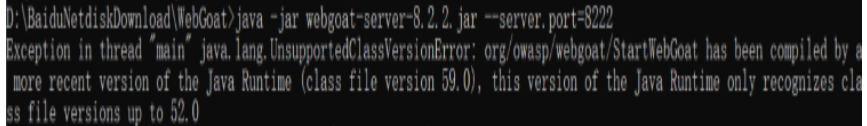 D:\BaiduNetdiskDownload\WebGoat>java -jar webgoat-server-8.2.2.jar --server.port=8222
Exception in thread "main" java.lang.UnsupportedClassVersionError: org/owasp/webgoat/StartWebGoat has been compiled by a
 more recent version of the Java Runtime (class file version 59.0), this version of the Java Runtime only recognizes cla
ss file versions up to 52.0